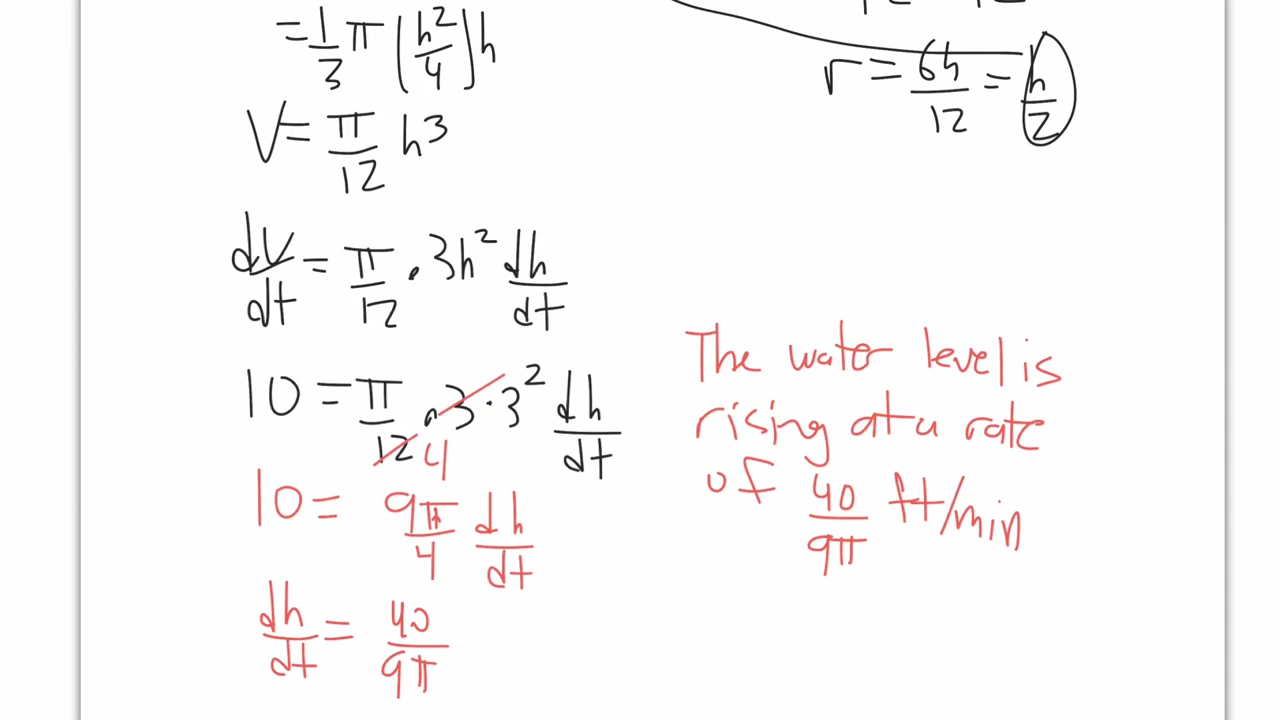 = 1/3 π (h²/4) h
r = 6h/12 = h/2
V = π/12 h³
dV/dt = π/12 · 3h² dh/dt
10 = π/12 · 3 · 3² dh/dt
4
10 = 9π/4 dh/dt
dh/dt = 40/9π
The water level is
rising at a rate
of 40/9π ft/min